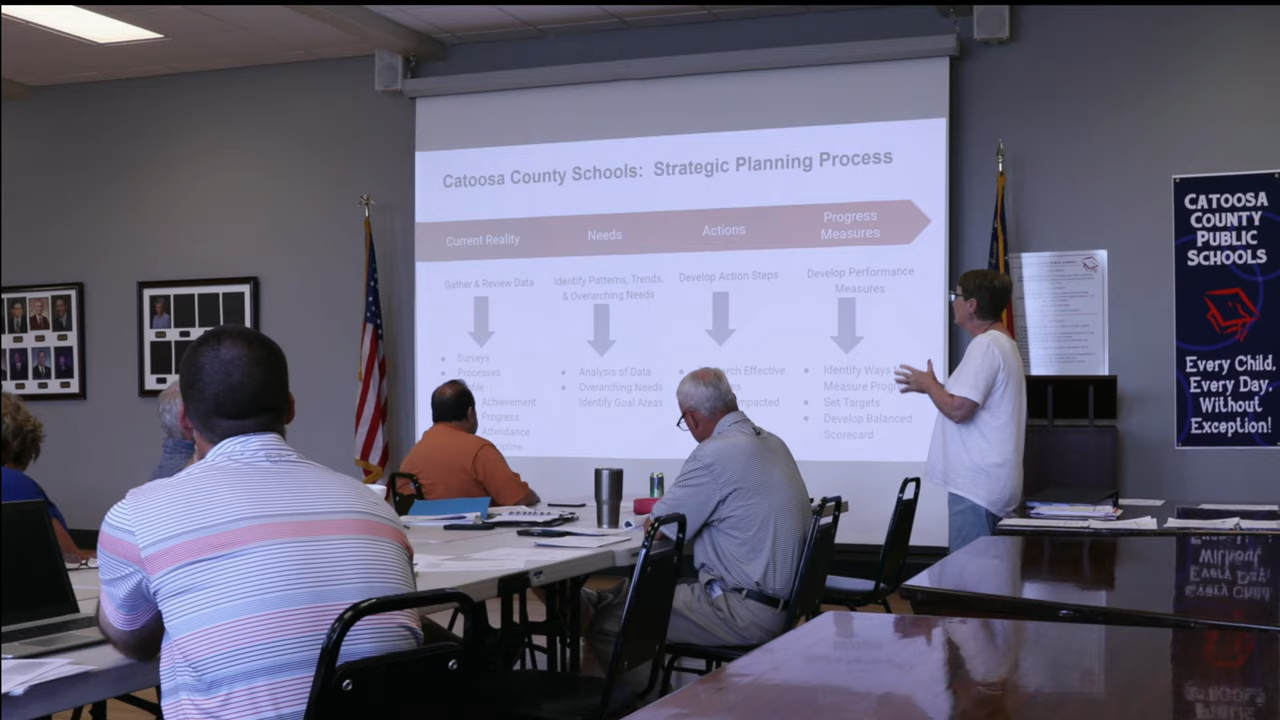 Catoosa County Schools: Strategic Planning Process
Current Reality
Needs
Actions
Progress
Measures
Gather & Review Data
Surveys
Processes
Achievement
Progress
Attendance
Identify Patterns, Trends,
& Overarching Needs
Analysis of Data
Overarching Needs
Identify Goal Areas
Develop Action Steps
Effective
Develop Performance
Measures
Identify Ways
Measure
Set Targets
Develop Balanced
Scorecard
CATOOSA
COUNTY
PUBLIC
SCHOOLS
Every Child,
Every Day,
Without
Exception!